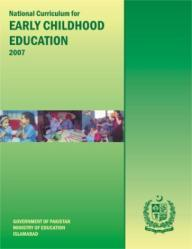 National Curriculum for
EARLY CHILDHOOD
EDUCATION
2007
GOVERNMENT OF PAKISTAN
MINISTRY OF EDUCATION
ISLAMABAD